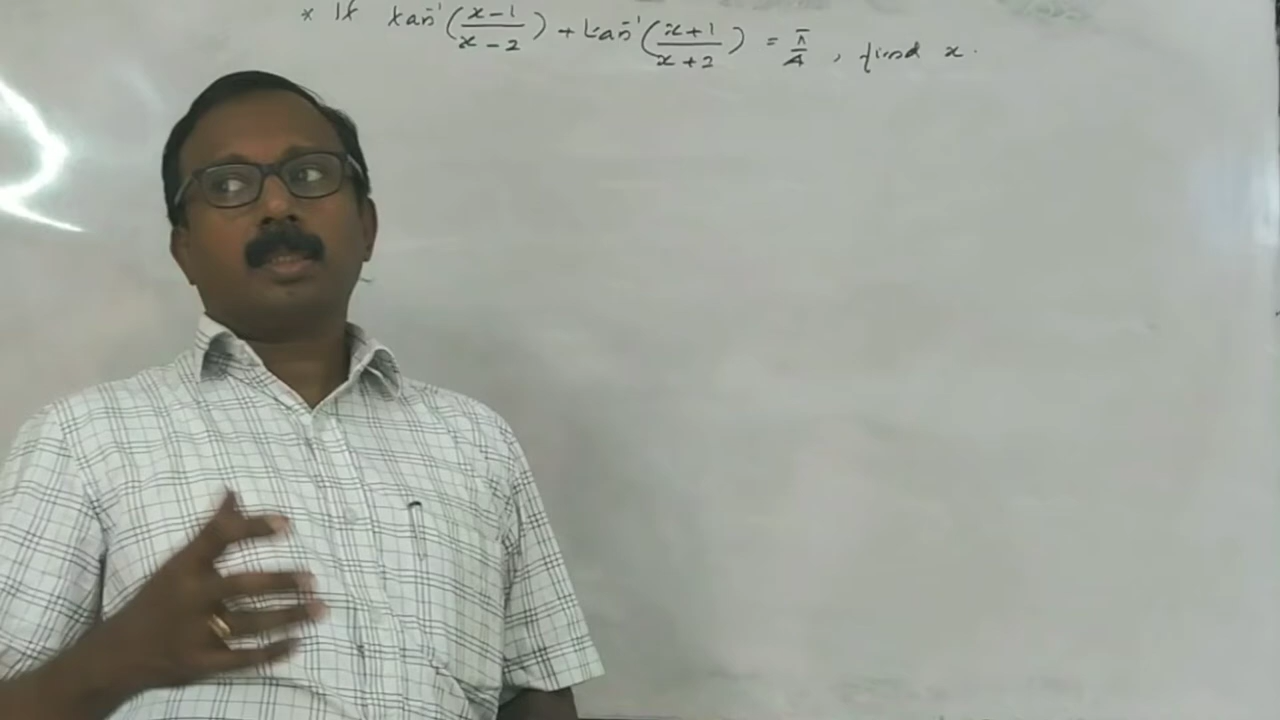 * If tan⁻¹((x-1)/(x-2)) + tan⁻¹((x+1)/(x+2)) = π/4, find x.